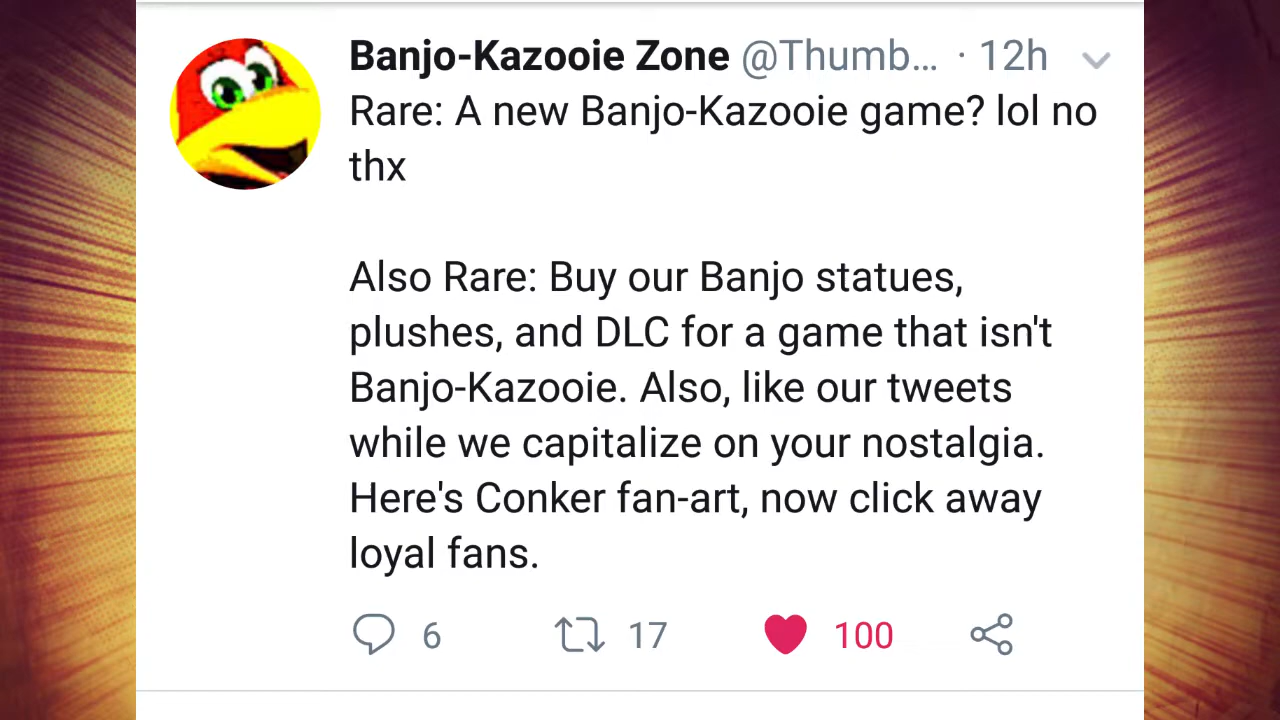 Banjo-Kazooie Zone @Thumb... · 12h
Rare: A new Banjo-Kazooie game? lol no
thx
Also Rare: Buy our Banjo statues,
plushes, and DLC for a game that isn't
Banjo-Kazooie. Also, like our tweets
while we capitalize on your nostalgia.
Here's Conker fan-art, now click away
loyal fans.
6 17 100